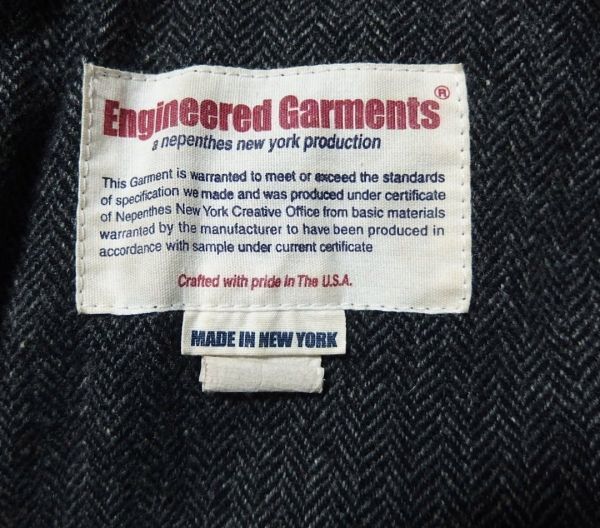 Engineered Garments®
a nepenthes new york production
This Garment is warranted to meet or exceed the standards
of specification we made and was produced under certificate
of Nepenthes New York Creative Office from basic materials
warranted by the manufacturer to have been produced in
accordance with sample under current certificate
Crafted with pride in The U.S.A.
MADE IN NEW YORK